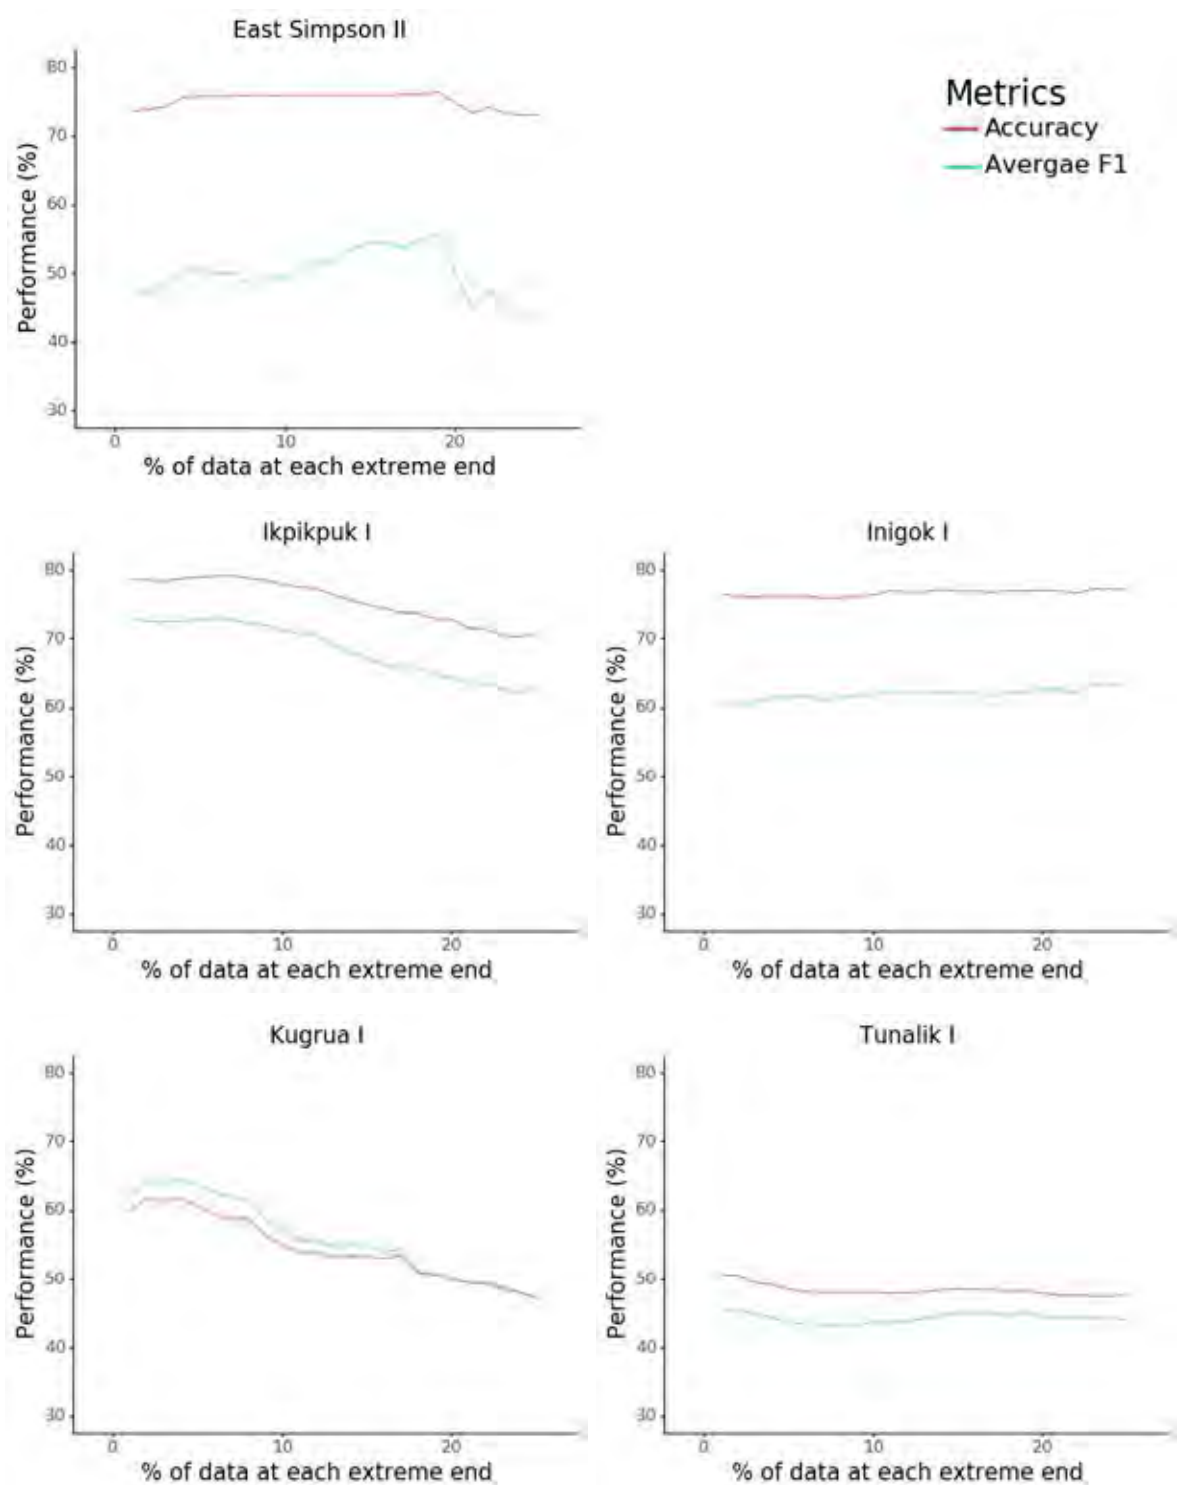 East Simpson II
80
70
60
50
40
30
Performance (%)
0 10 20
% of data at each extreme end
Metrics
Accuracy
Avergae F1
Ikpikpuk I
80
70
60
50
40
30
Performance (%)
0 10 20
% of data at each extreme end
Inigok I
80
70
60
50
40
30
Performance (%)
0 10 20
% of data at each extreme end
Kugrua I
80
70
60
50
40
30
Performance (%)
0 10 20
% of data at each extreme end
Tunalik I
80
70
60
50
40
30
Performance (%)
0 10 20
% of data at each extreme end